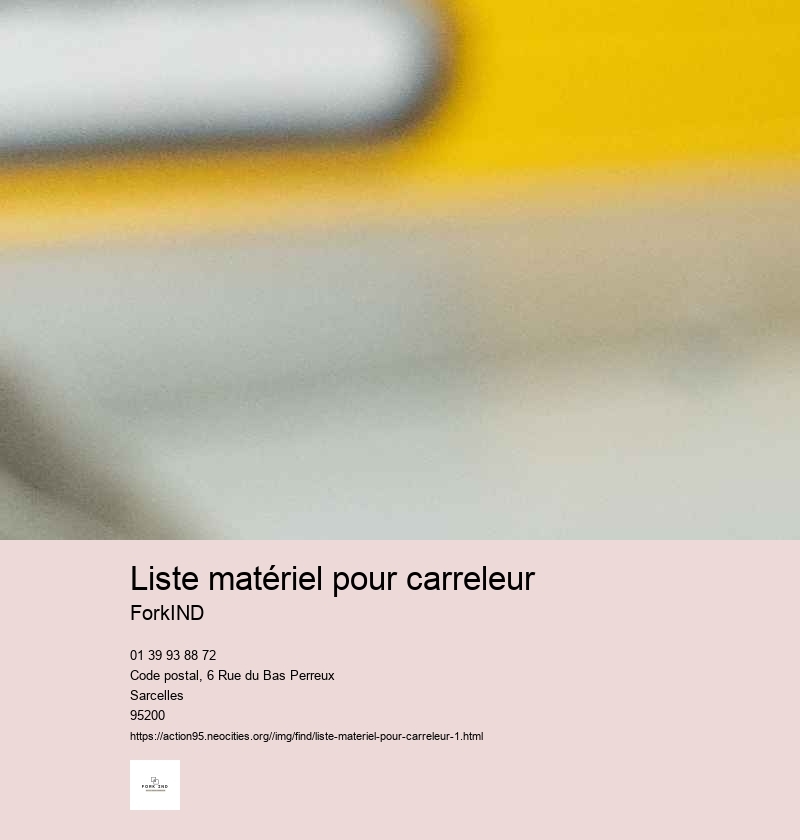 Liste matériel pour carreleur
ForkIND
01 39 93 88 72
Code postal, 6 Rue du Bas Perreux
Sarcelles
95200
https://action95.neocities.org//img/find/liste-materiel-pour-carreleur-1.html
FORK IND